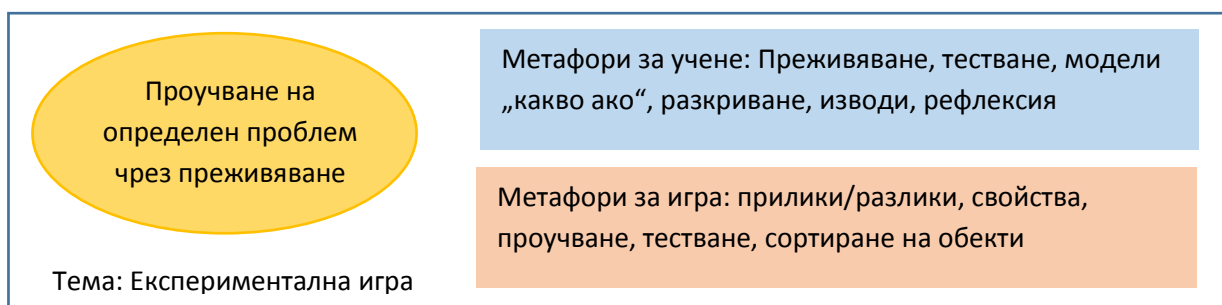 Проучване на
определен проблем
чрез преживяване
Тема: Експериментална игра
Метафори за учене: Преживяване, тестване, модели
„какво ако“, разкриване, изводи, рефлексия
Метафори за игра: прилики/разлики, свойства,
проучване, тестване, сортиране на обекти